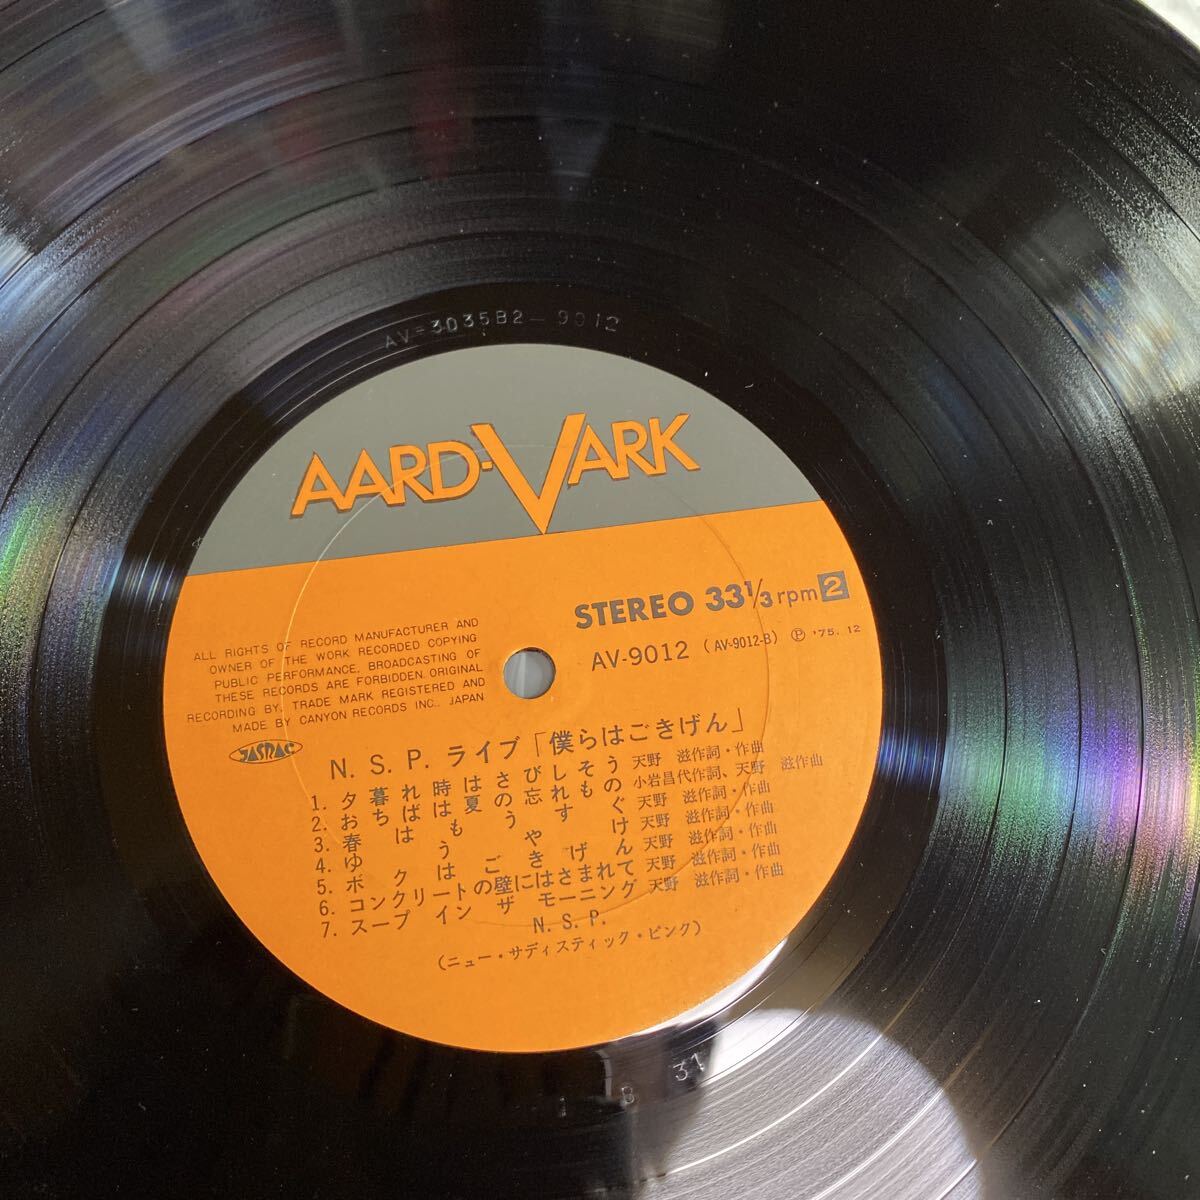 AV-3035B2-9012
AARD-VARK
STEREO 33⅓ rpm 2
AV-9012 (AV-9012-B) Ⓟ '75. 12
ALL RIGHTS OF RECORD MANUFACTURER AND
OWNER OF THE WORK RECORDED COPYING
PUBLIC PERFORMANCE, BROADCASTING OF
THESE RECORDS ARE FORBIDDEN. ORIGINAL
RECORDING BY, TRADE MARK REGISTERED AND
MADE BY CANYON RECORDS INC., JAPAN
JASRAC
N. S. P. ライブ「僕らはごきげん」
1. 夕暮れ時はさびしそう 天野 滋作詞・作曲
2. おちばは夏の忘れもの 小岩昌代作詞、天野 滋作曲
3. 春はもうすぐ 天野 滋作詞・作曲
4. ゆうやけ 天野 滋作詞・作曲
5. ボクはごきげん 天野 滋作詞・作曲
6. コンクリートの壁にはさまれて 天野 滋作詞・作曲
7. スープ イン ザ モーニング 天野 滋作詞・作曲
N. S. P.
(ニュー・サディスティック・ピンク)
1 B 31